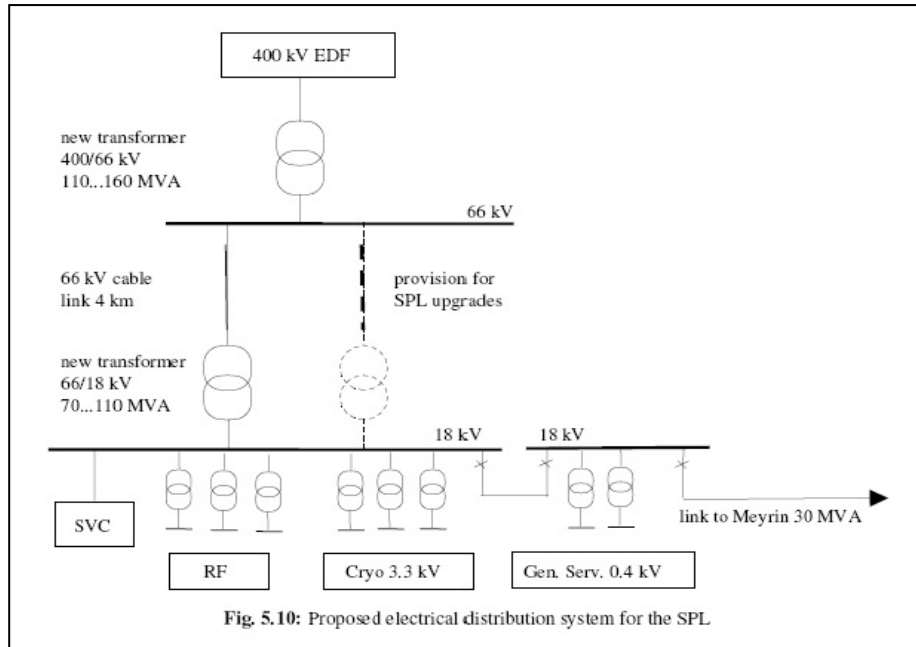 400 kV EDF
new transformer
400/66 kV
110...160 MVA
66 kV
66 kV cable
link 4 km
provision for
SPL upgrades
new transformer
66/18 kV
70...110 MVA
18 kV
18 kV
SVC
link to Meyrin 30 MVA
RF
Cryo 3.3 kV
Gen. Serv. 0.4 kV
Fig. 5.10: Proposed electrical distribution system for the SPL